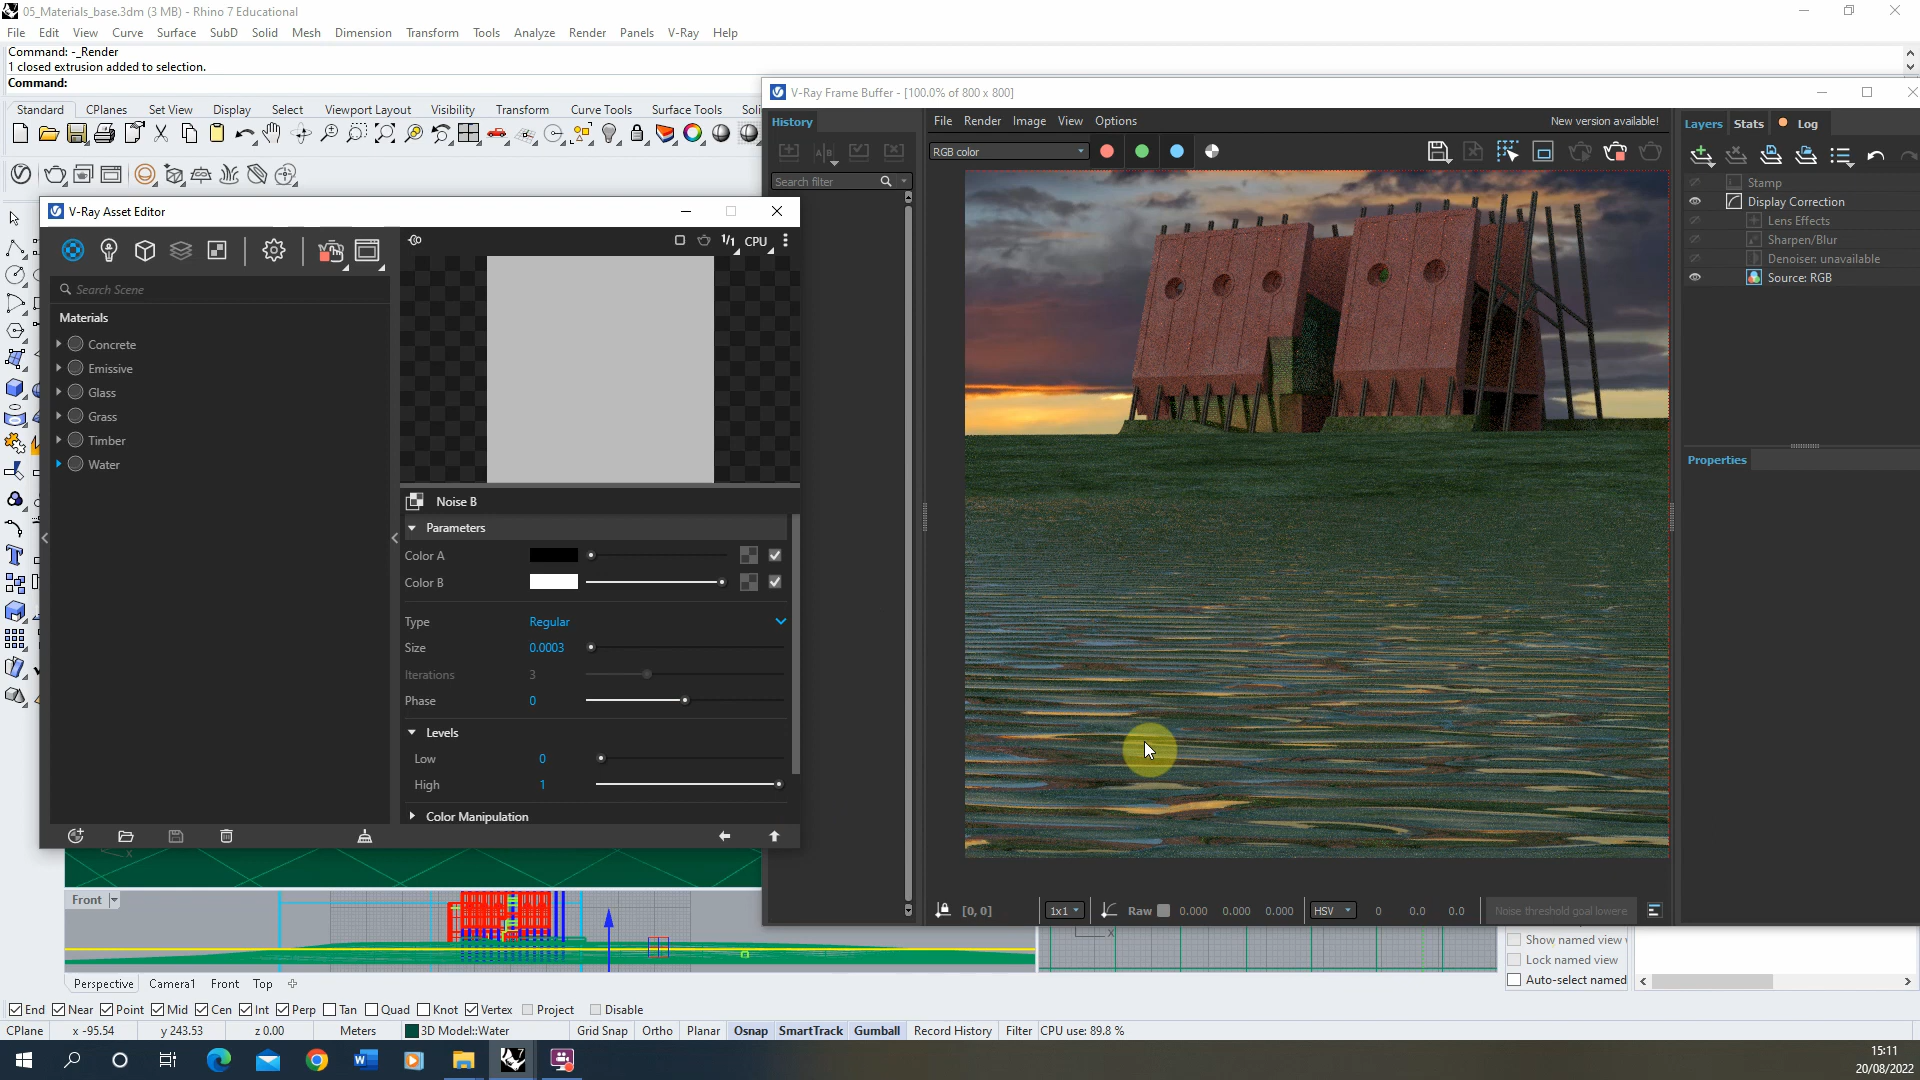 05_Materials_base.3dm (3 MB) - Rhino 7 Educational
File Edit View Curve Surface SubD Solid Mesh Dimension Transform Tools Analyze Render Panels V-Ray Help
Command: -_Render
1 closed extrusion added to selection.
Command:
Standard CPlanes Set View Display Select Viewport Layout Visibility Transform Curve Tools Surface Tools
V-Ray Frame Buffer - [100.0% of 800 x 800]
History
File Render Image View Options
New version available!
RGB color
Search filter
Layers Stats Log
Stamp
Display Correction
Lens Effects
Sharpen/Blur
Denoiser: unavailable
Source: RGB
Properties
V-Ray Asset Editor
1/1 CPU
Search Scene
Materials
Concrete
Emissive
Glass
Grass
Timber
Water
Noise B
Parameters
Color A
Color B
Type Regular
Size 0.0003
Iterations 3
Phase 0
Levels
Low 0
High 1
Color Manipulation
[0, 0]
1x1
Raw 0.000 0.000 0.000
HSV 0 0.0 0.0
Noise threshold goal lowere
Front
Show named view
Lock named view
Auto-select named
Perspective Camera1 Front Top
End Near Point Mid Cen Int Perp Tan Quad Knot Vertex Project Disable
CPlane x -95.54 y 243.53 z 0.00 Meters 3D Model::Water Grid Snap Ortho Planar Osnap SmartTrack Gumball Record History Filter CPU use: 89.8 %
15:11
20/08/2022